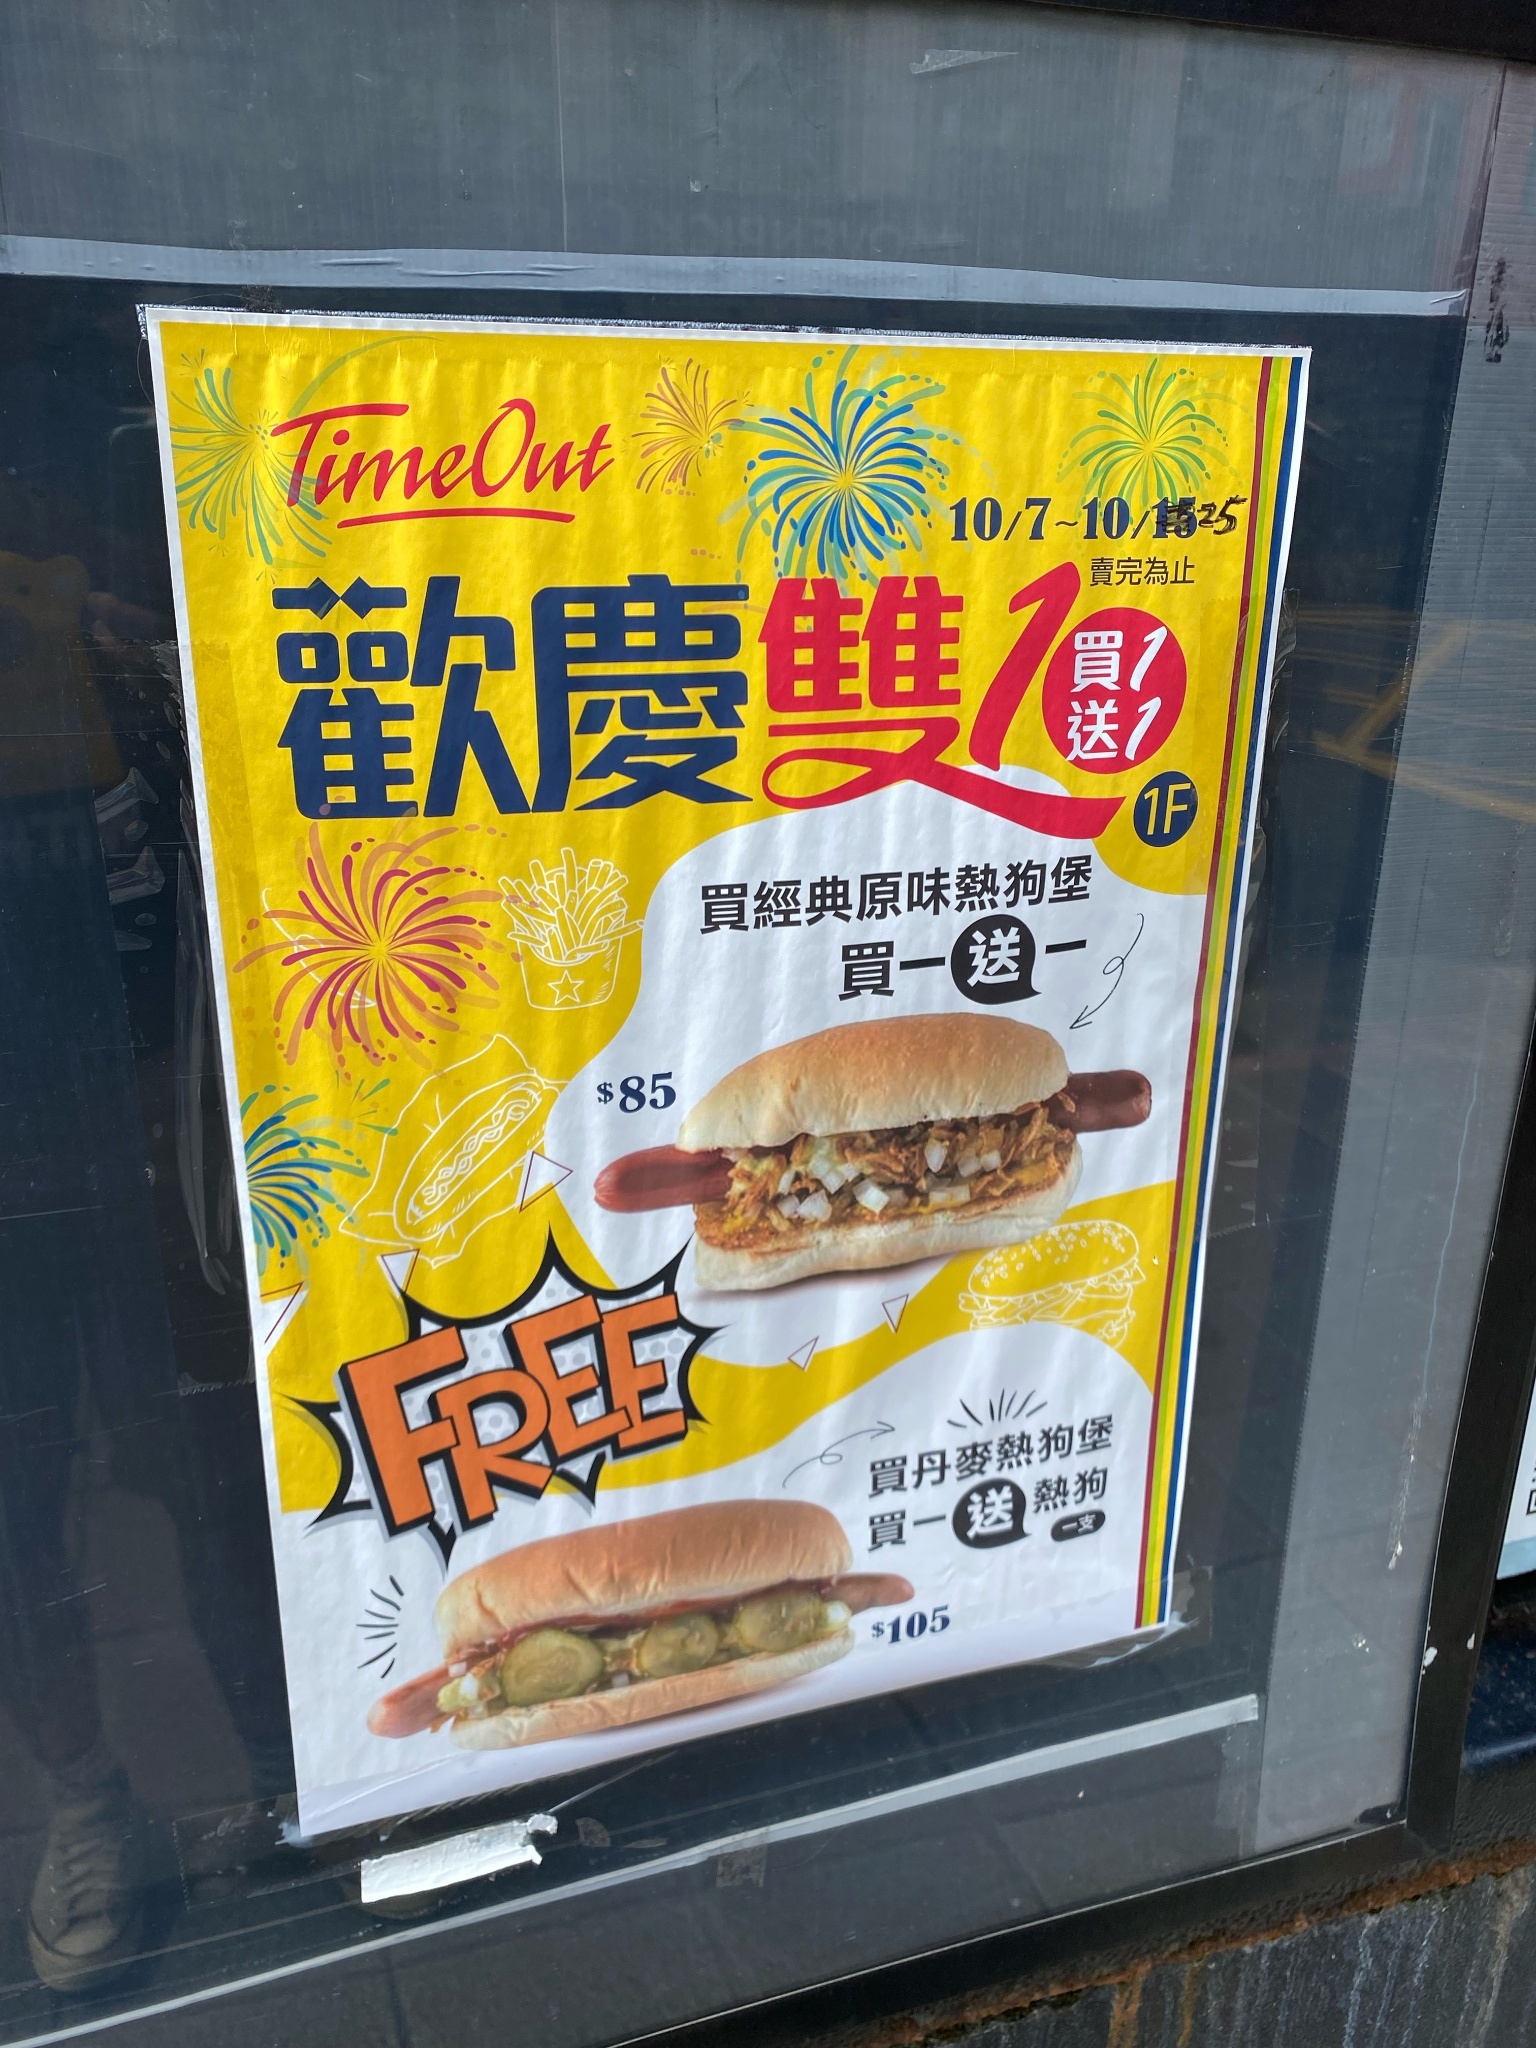 TimeOut
10/7~10/15 25
賣完為止
歡慶雙10
買1
送1
1F
買經典原味熱狗堡
買一送一
$85
FREE
買丹麥熱狗堡
買一送熱狗
一支
$105